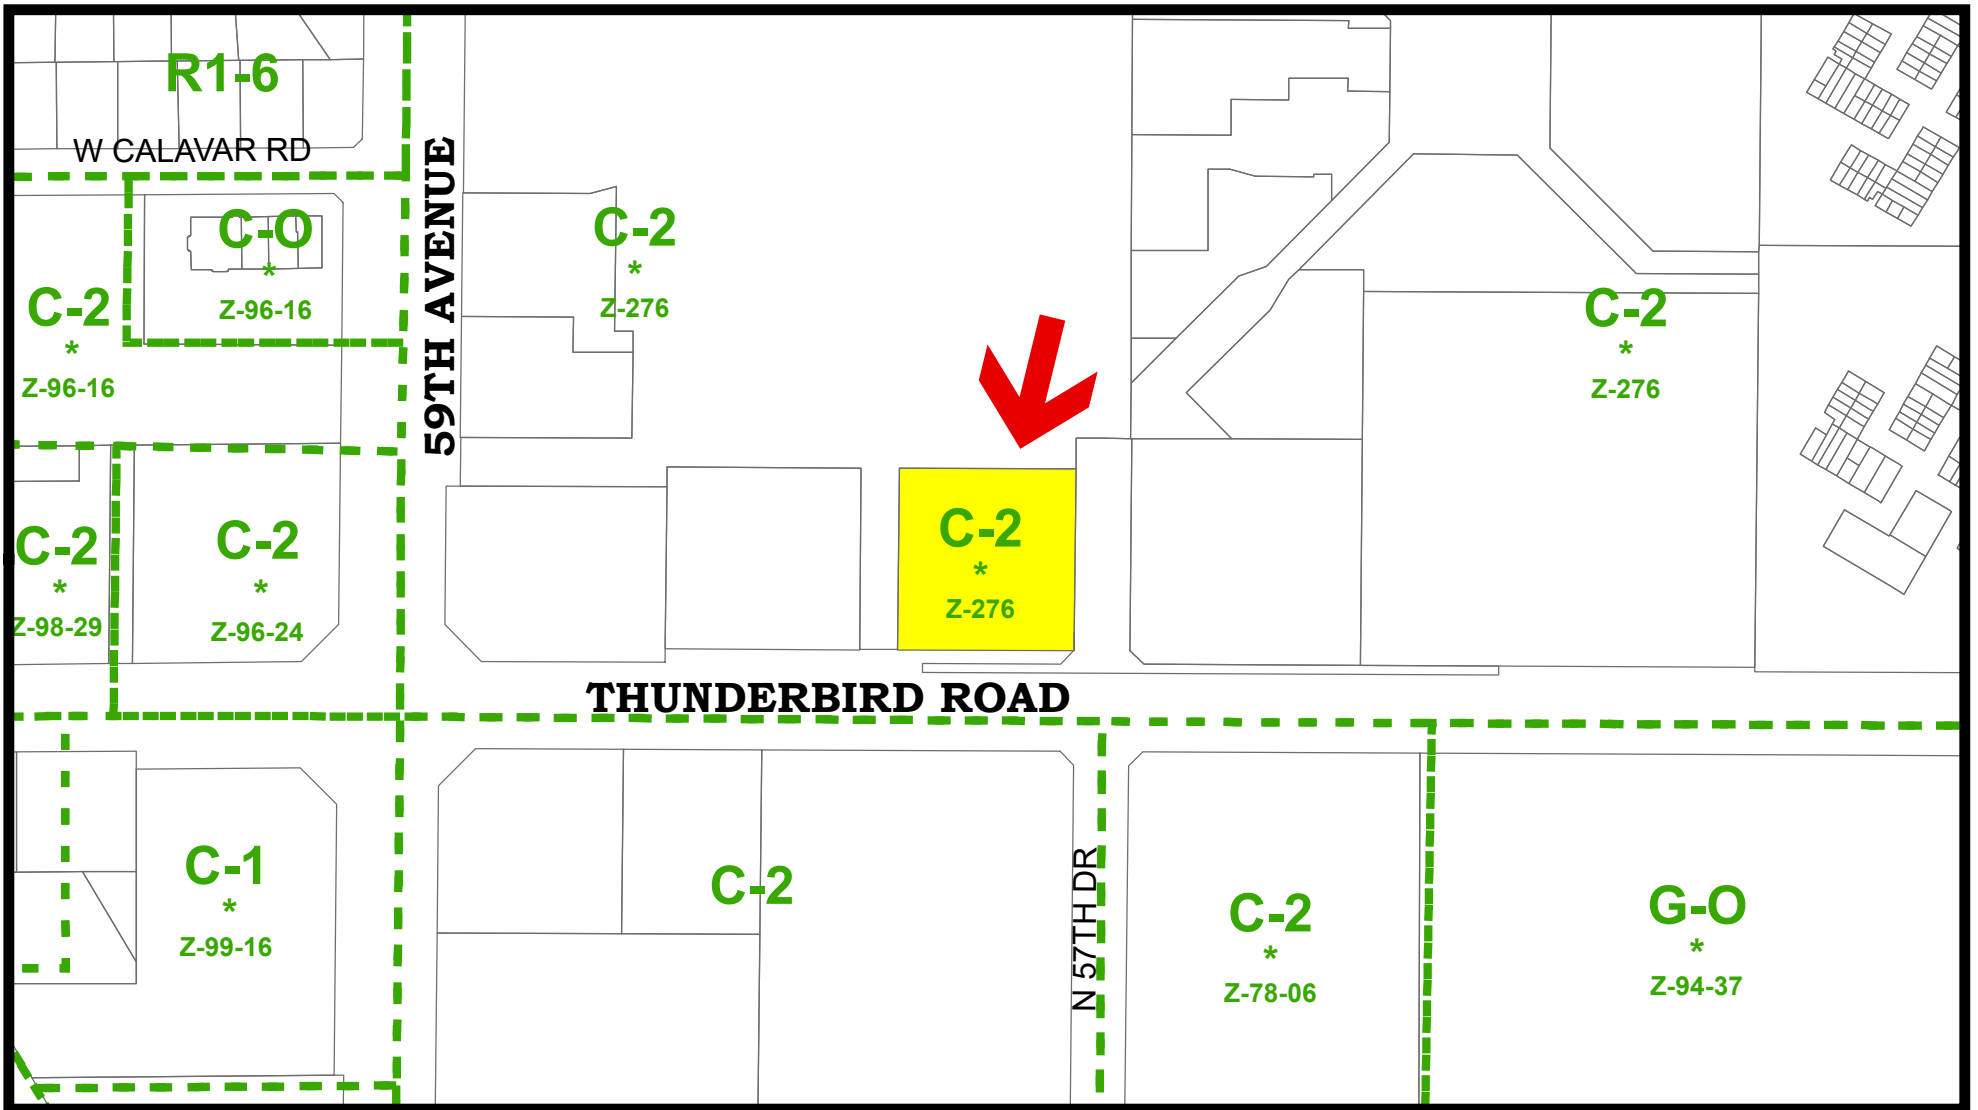 R1-6
W CALAVAR RD
C-O
*
Z-96-16
C-2
*
Z-96-16
59TH AVENUE
C-2
*
Z-276
C-2
*
Z-276
C-2
*
Z-98-29
C-2
*
Z-96-24
C-2
*
Z-276
THUNDERBIRD ROAD
C-1
*
Z-99-16
C-2
N 57TH DR
C-2
*
Z-78-06
G-O
*
Z-94-37